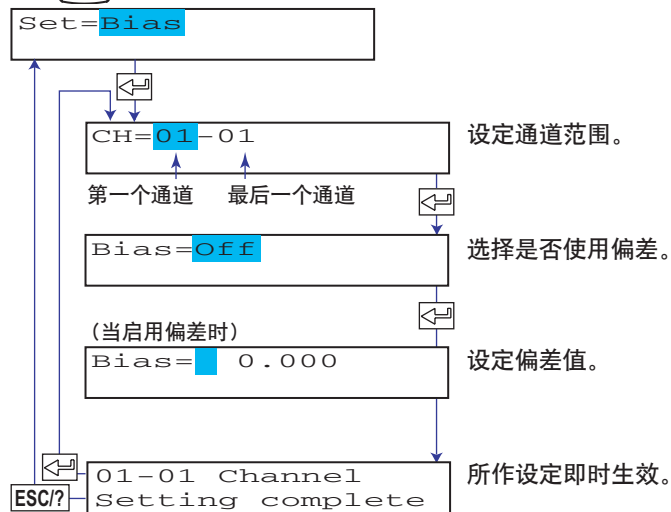 Set=Bias
CH=01-01 设定通道范围。
第一个通道 最后一个通道
Bias=Off 选择是否使用偏差。
(当启用偏差时)
Bias= 0.000 设定偏差值。
01-01 Channel 所作设定即时生效。
ESC/? Setting complete